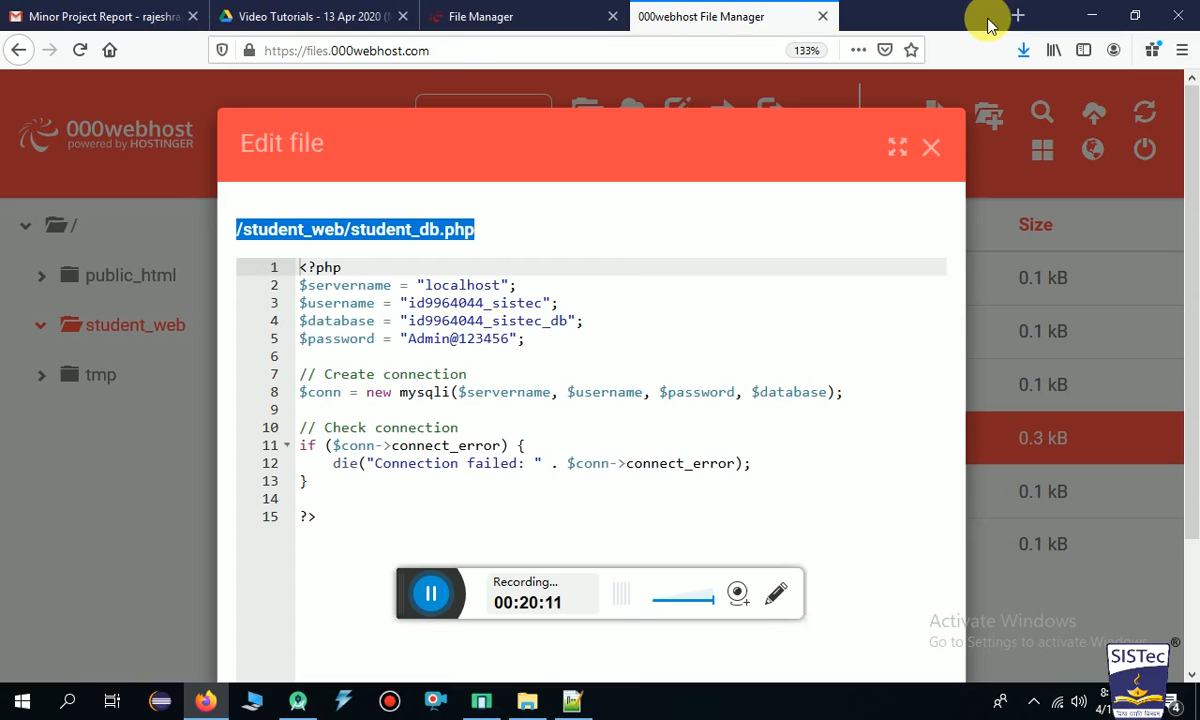 Minor Project Report - rajeshra
Video Tutorials - 13 Apr 2020 (
File Manager
000webhost File Manager
https://files.000webhost.com
133%
000webhost
powered by HOSTINGER
Edit file
/
public_html
student_web
tmp
Size
0.1 kB
0.1 kB
0.1 kB
0.3 kB
0.1 kB
0.1 kB
/student_web/student_db.php
1 <?php
2 $servername = "localhost";
3 $username = "id9964044_sistec";
4 $database = "id9964044_sistec_db";
5 $password = "Admin@123456";
6
7 // Create connection
8 $conn = new mysqli($servername, $username, $password, $database);
9
10 // Check connection
11 if ($conn->connect_error) {
12 die("Connection failed: " . $conn->connect_error);
13 }
14
15 ?>
Recording...
00:20:11
Activate Windows
Go to Settings to activate Windows.
SISTec
®
4